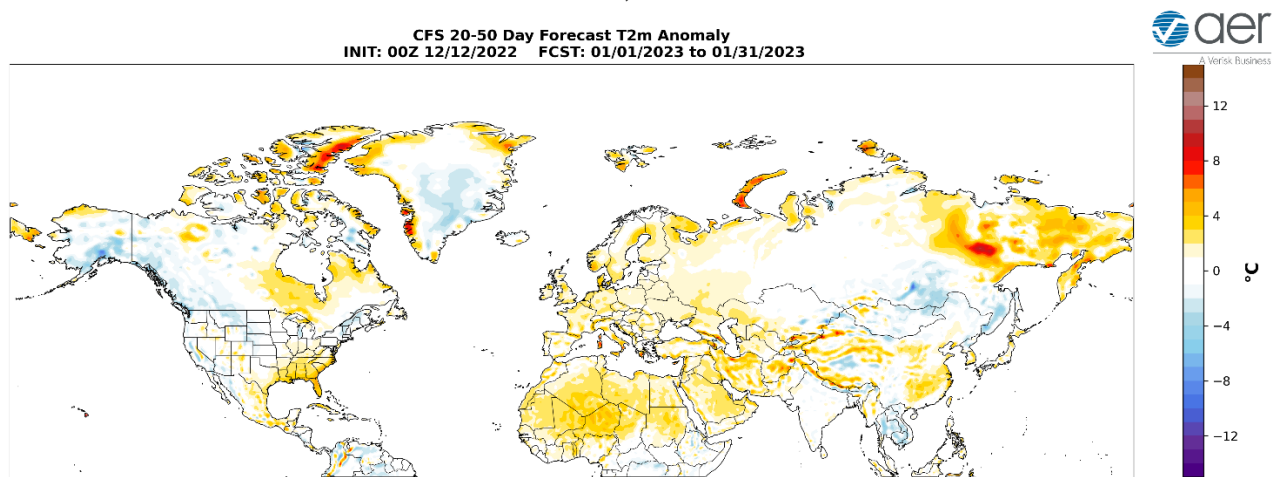 CFS 20-50 Day Forecast T2m Anomaly
INIT: 00Z 12/12/2022 FCST: 01/01/2023 to 01/31/2023
aer
A Verisk Business
12
8
4
0
−4
−8
−12
°C